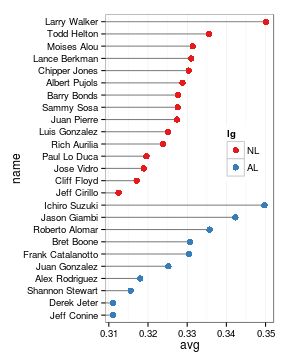 Larry Walker
Todd Helton
Moises Alou
Lance Berkman
Chipper Jones
Albert Pujols
Barry Bonds
Sammy Sosa
Juan Pierre
Luis Gonzalez
Rich Aurilia
Paul Lo Duca
Jose Vidro
Cliff Floyd
Jeff Cirillo
Ichiro Suzuki
Jason Giambi
Roberto Alomar
Bret Boone
Frank Catalanotto
Juan Gonzalez
Alex Rodriguez
Shannon Stewart
Derek Jeter
Jeff Conine
name
lg
NL
AL
0.31 0.32 0.33 0.34 0.35
avg